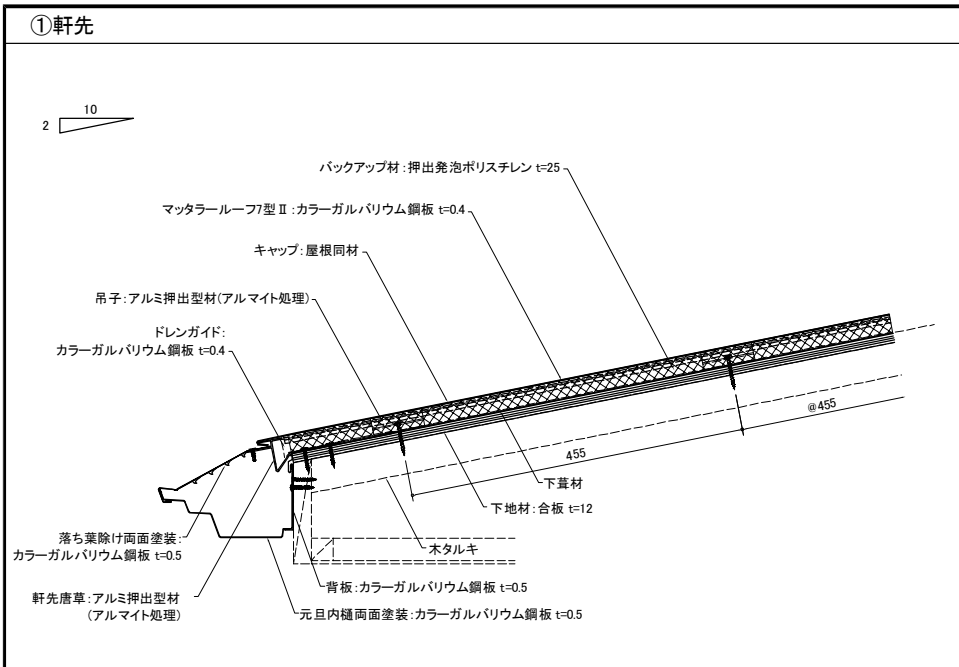 ①軒先
10
2
バックアップ材:押出発泡ポリスチレン t=25
マッタラールーフ7型Ⅱ:カラーガルバリウム鋼板 t=0.4
キャップ:屋根同材
吊子:アルミ押出型材(アルマイト処理)
ドレンガイド:
カラーガルバリウム鋼板 t=0.4
@455
455
下葺材
下地材:合板 t=12
木タルキ
落ち葉除け両面塗装:
カラーガルバリウム鋼板 t=0.5
背板:カラーガルバリウム鋼板 t=0.5
軒先唐草:アルミ押出型材
(アルマイト処理)
元旦内樋両面塗装:カラーガルバリウム鋼板 t=0.5